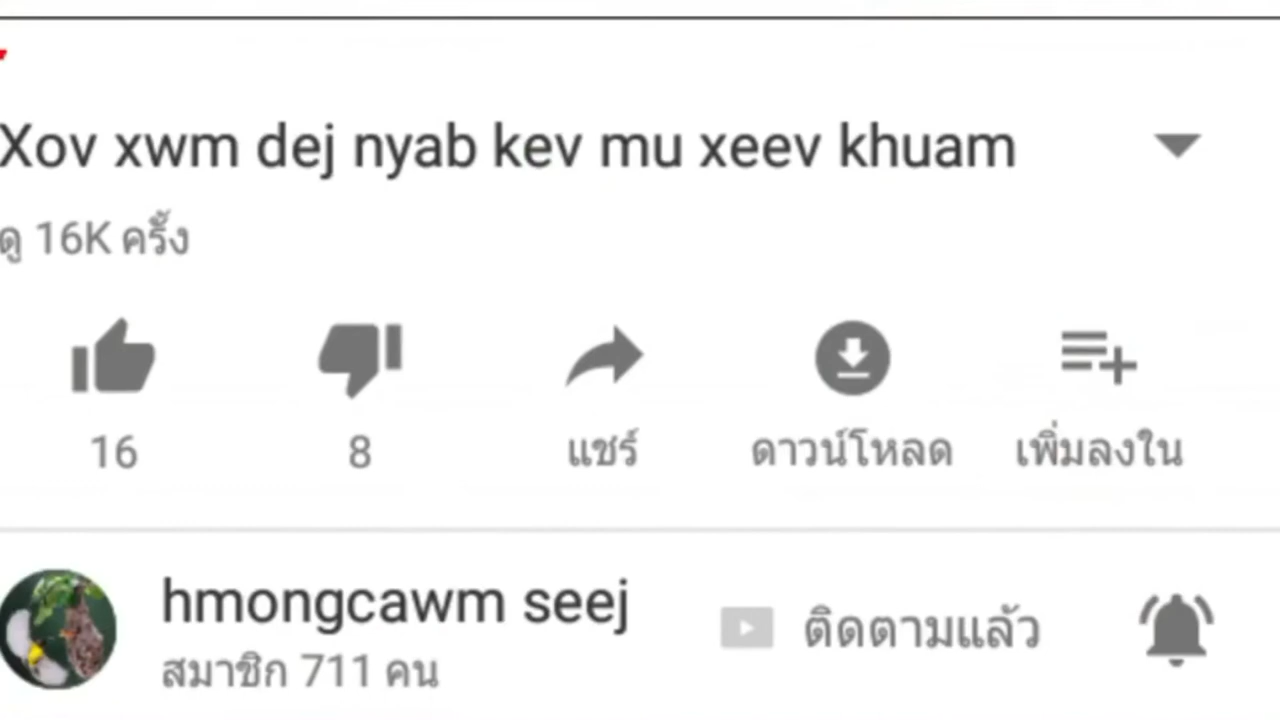 Xov xwm dej nyab kev mu xeev khuam
ดู 16K ครั้ง
16 8 แชร์ ดาวน์โหลด เพิ่มลงใน
hmongcawm seej
ติดตามแล้ว
สมาชิก 711 คน